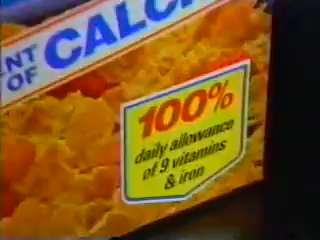 NT
OF CALC
100%
daily allowance
of 9 vitamins
& iron